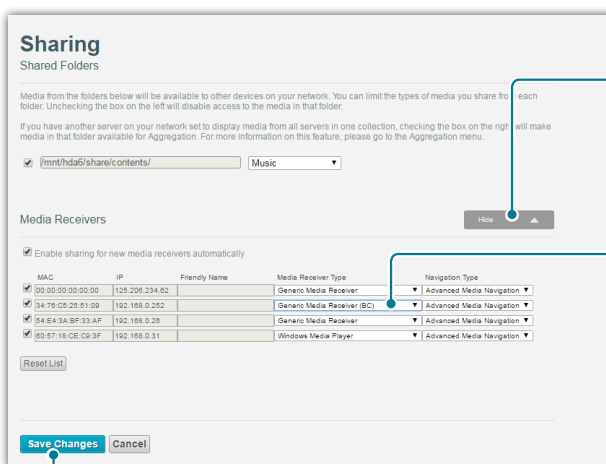 Sharing
Shared Folders
Media from the folders below will be available to other devices on your network. You can limit the types of media you share from each
folder. Unchecking the box on the left will disable access to the media in that folder.
If you have another server on your network set to display media from all servers in one collection, checking the box on the right will make
media in that folder available for Aggregation. For more information on this feature, please go to the Aggregation menu.
/mnt/hda6/share/contents/ Music
Media Receivers Hide
Enable sharing for new media receivers automatically
MAC IP Friendly Name Media Receiver Type Navigation Type
00:00:00:00:00:00 125.206.234.62 Generic Media Receiver Advanced Media Navigation
34:76:C5:25:51:09 192.168.0.252 Generic Media Receiver (BC) Advanced Media Navigation
54:E4:3A:BF:33:AF 192.168.0.26 Generic Media Receiver Advanced Media Navigation
60:57:18:CE:C9:3F 192.168.0.31 Windows Media Player Advanced Media Navigation
Reset List
Save Changes Cancel